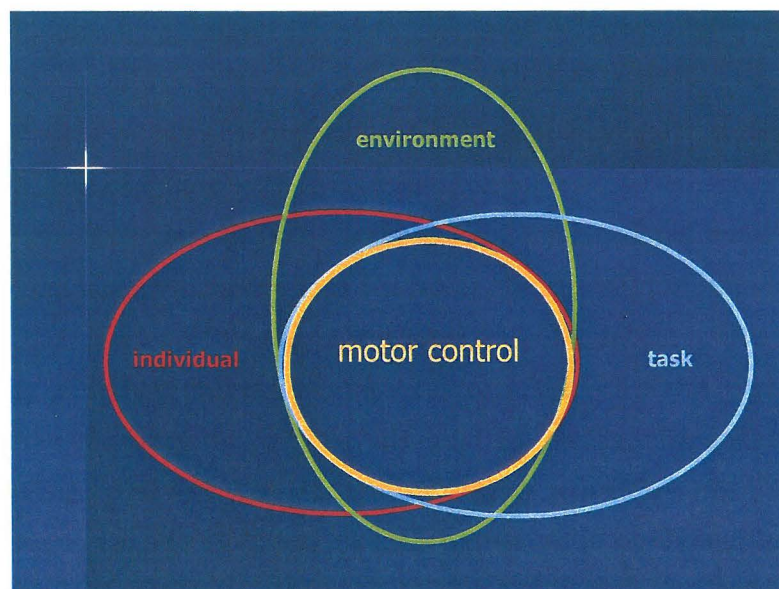 environment
individual
motor control
task